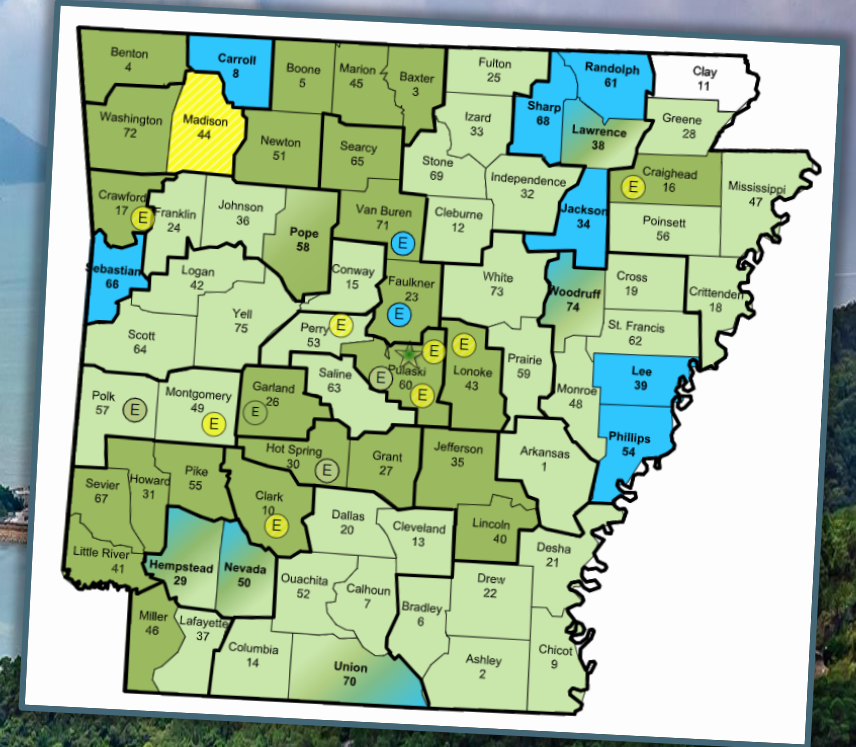 Benton
4
Carroll
8
Boone
5
Marion
45
Baxter
3
Fulton
25
Randolph
61
Clay
11
Washington
72
Madison
44
Newton
51
Searcy
65
Stone
69
Izard
33
Sharp
68
Lawrence
38
Greene
28
Crawford
17
E
Franklin
24
Johnson
36
Pope
58
Van Buren
71
E
Cleburne
12
Independence
32
Jackson
34
E
Craighead
16
Mississippi
47
Poinsett
56
Sebastian
66
Logan
42
Conway
15
Faulkner
23
E
White
73
Woodruff
74
Cross
19
Crittenden
18
Scott
64
Yell
75
Perry
53
E
St. Francis
62
Saline
63
E
Pulaski
60
E
E
E
Lonoke
43
Prairie
59
Monroe
48
Lee
39
Polk
57
E
Montgomery
49
E
Garland
26
E
Phillips
54
Hot Spring
30
E
Grant
27
Jefferson
35
Arkansas
1
Sevier
67
Howard
31
Pike
55
Clark
10
E
Dallas
20
Cleveland
13
Lincoln
40
Desha
21
Little River
41
Hempstead
29
Nevada
50
Ouachita
52
Calhoun
7
Bradley
6
Drew
22
Miller
46
Lafayette
37
Columbia
14
Union
70
Ashley
2
Chicot
9